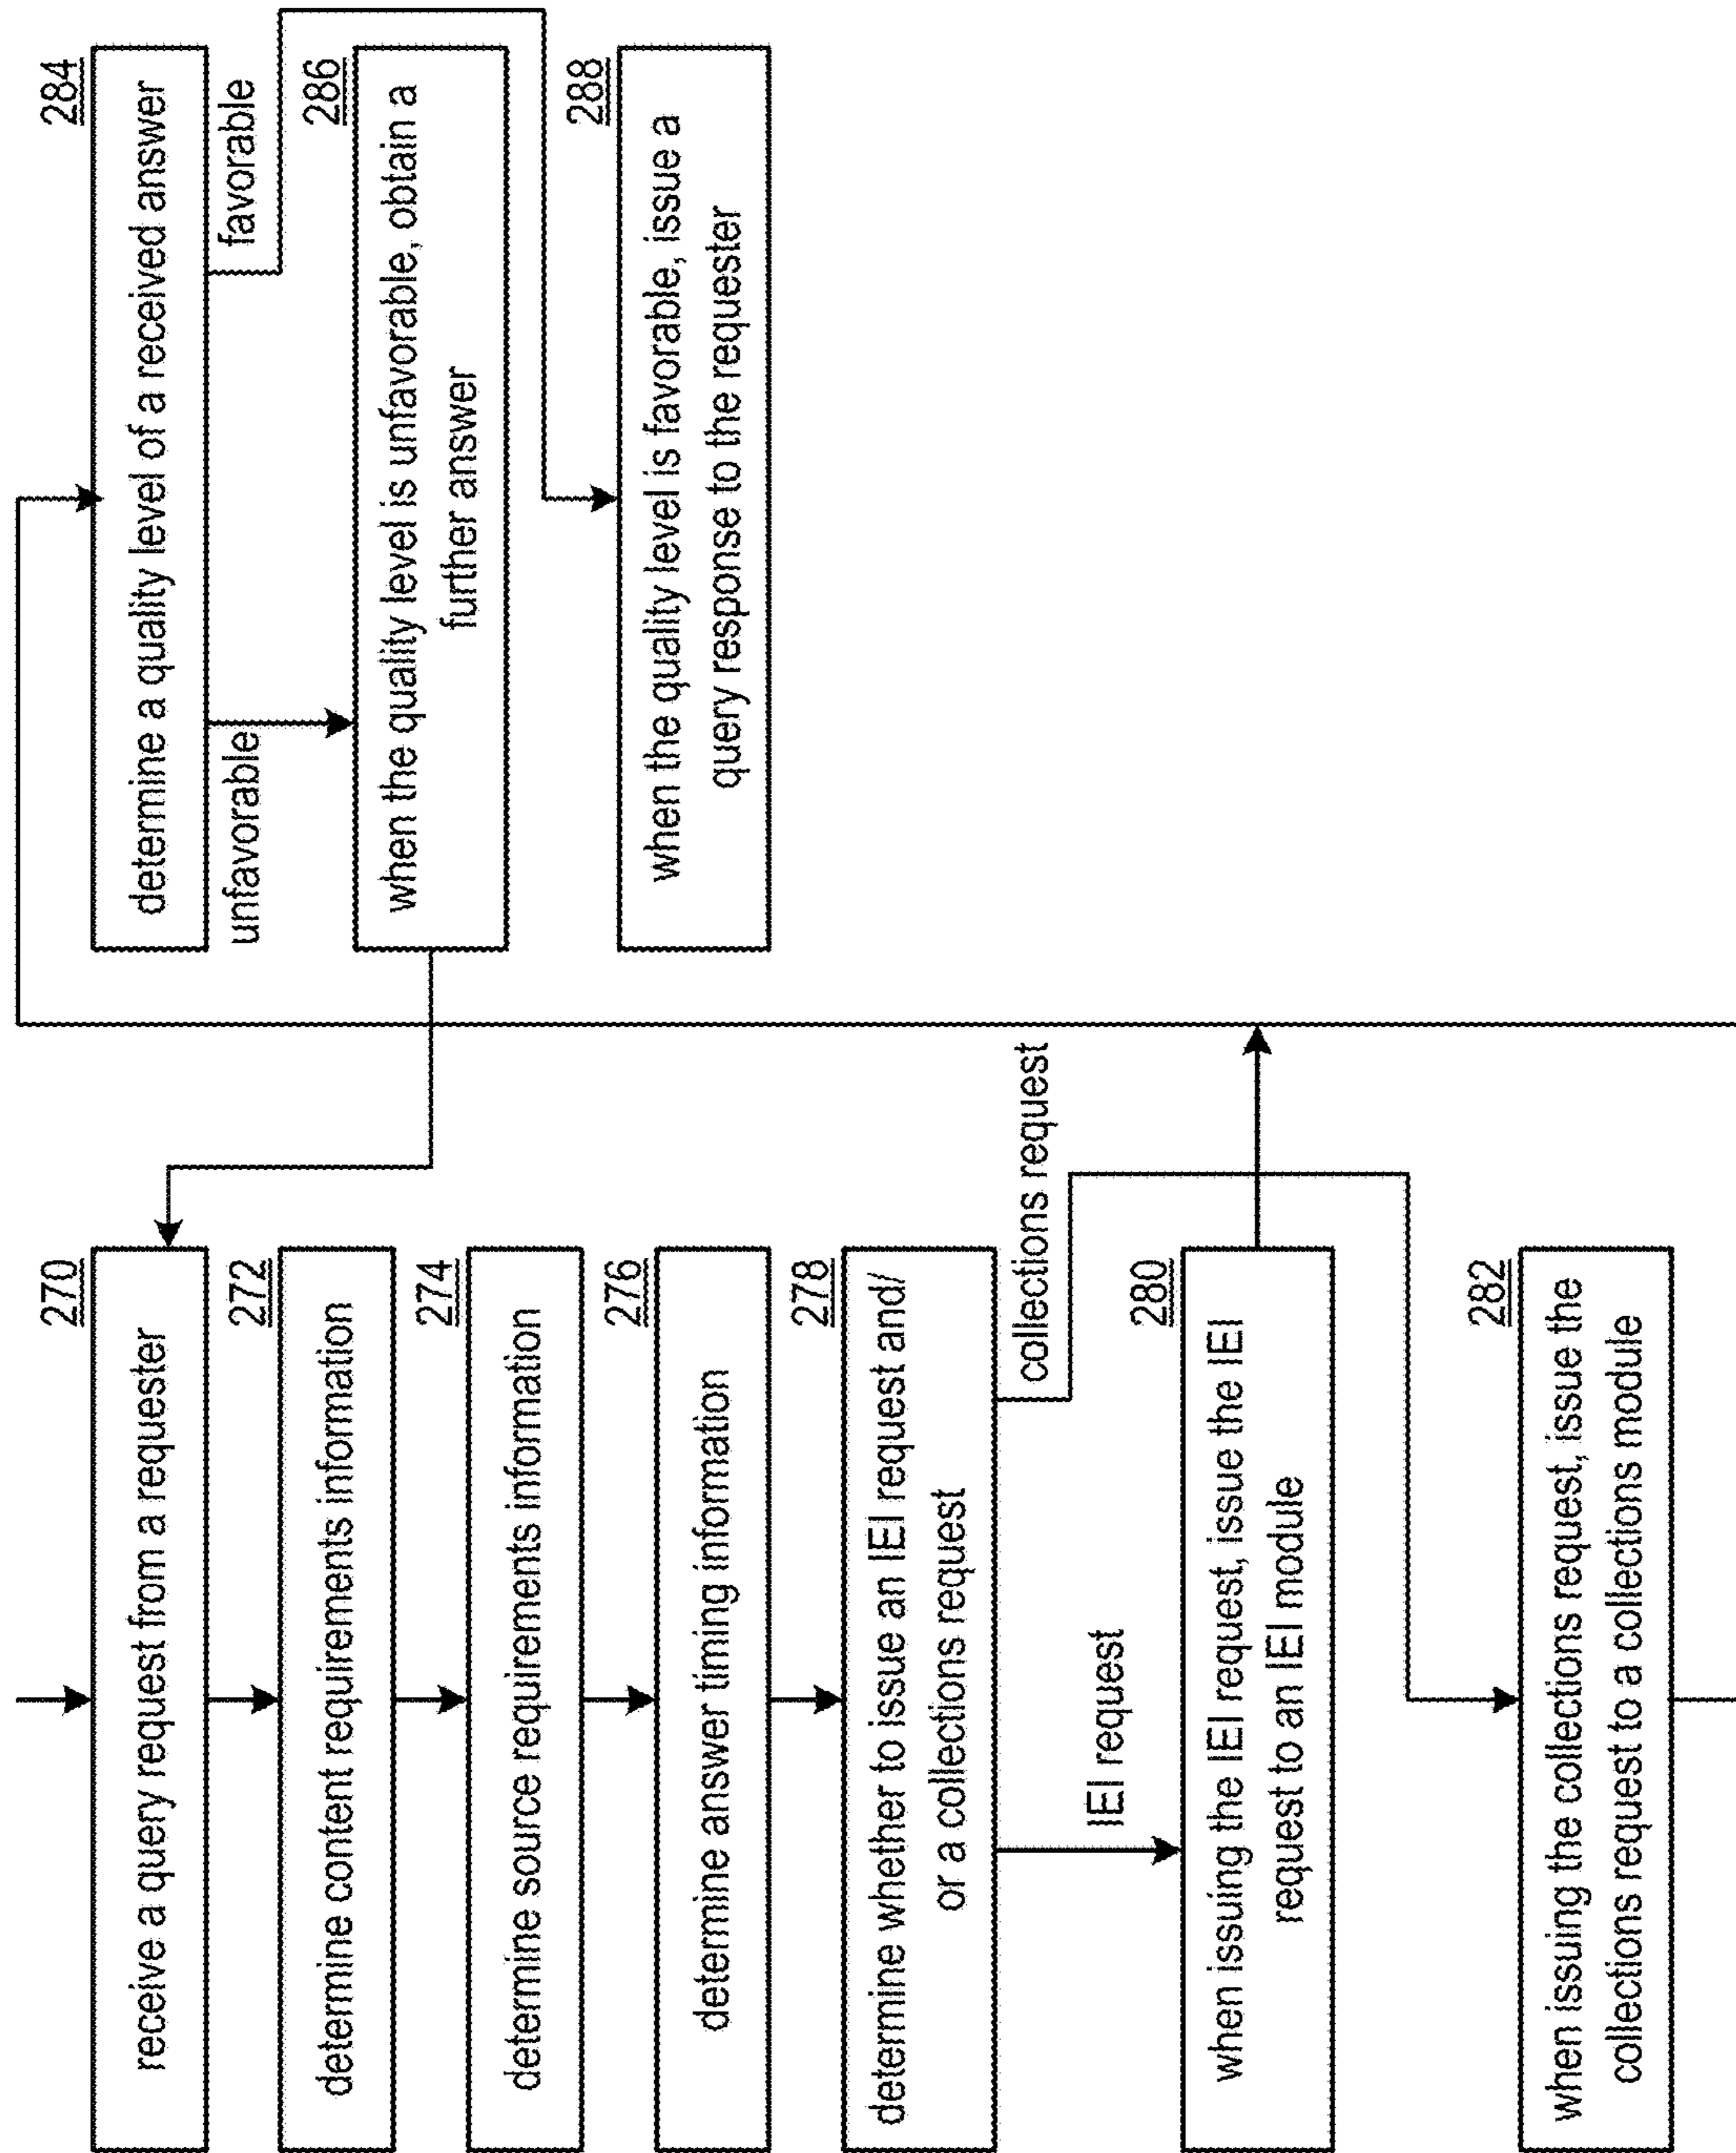 270
receive a query request from a requester
272
determine content requirements information
274
determine source requirements information
276
determine answer timing information
278
determine whether to issue an IEI request and/
or a collections request
IEI request
collections request
280
when issuing the IEI request, issue the IEI
request to an IEI module
282
when issuing the collections request, issue the
collections request to a collections module
284
determine a quality level of a received answer
unfavorable
favorable
286
when the quality level is unfavorable, obtain a
further answer
288
when the quality level is favorable, issue a
query response to the requester